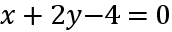 x + 2y−4 = 0